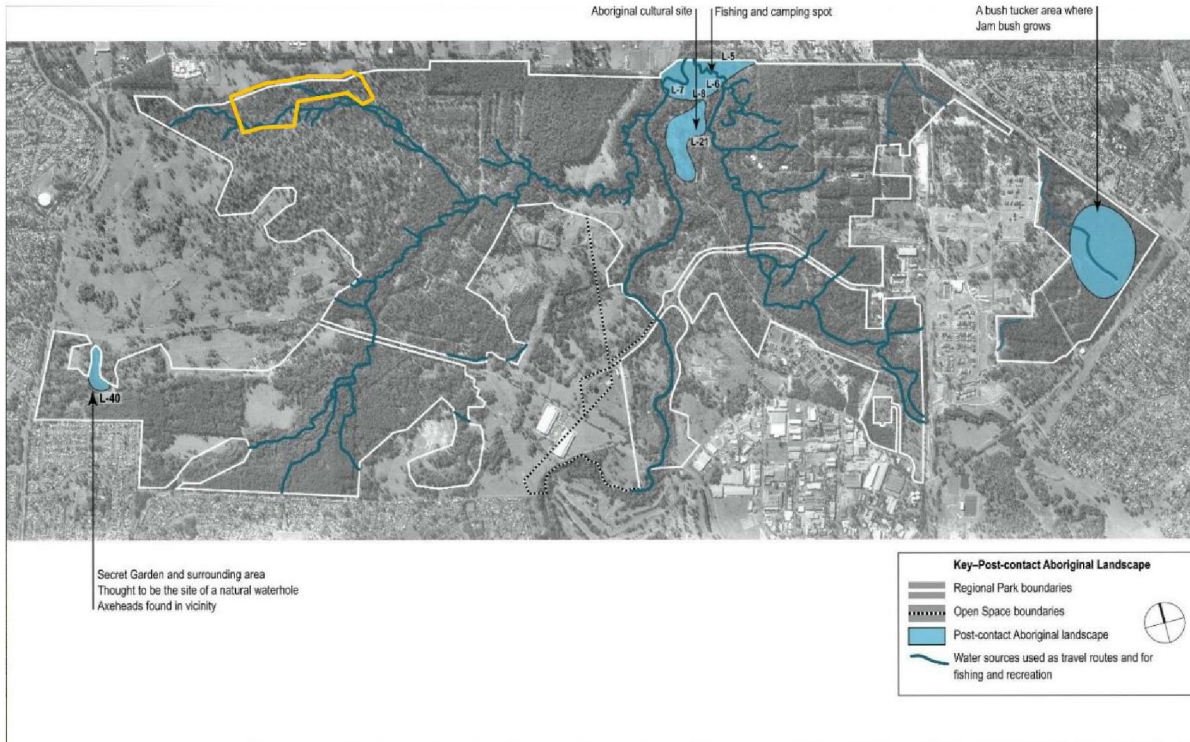 Aboriginal cultural site
Fishing and camping spot
A bush tucker area where
Jam bush grows
L-5
L-7
L-6
L-8
L-21
L-40
Secret Garden and surrounding area
Thought to be the site of a natural waterhole
Axeheads found in vicinity
Key–Post-contact Aboriginal Landscape
Regional Park boundaries
Open Space boundaries
Post-contact Aboriginal landscape
Water sources used as travel routes and for
fishing and recreation